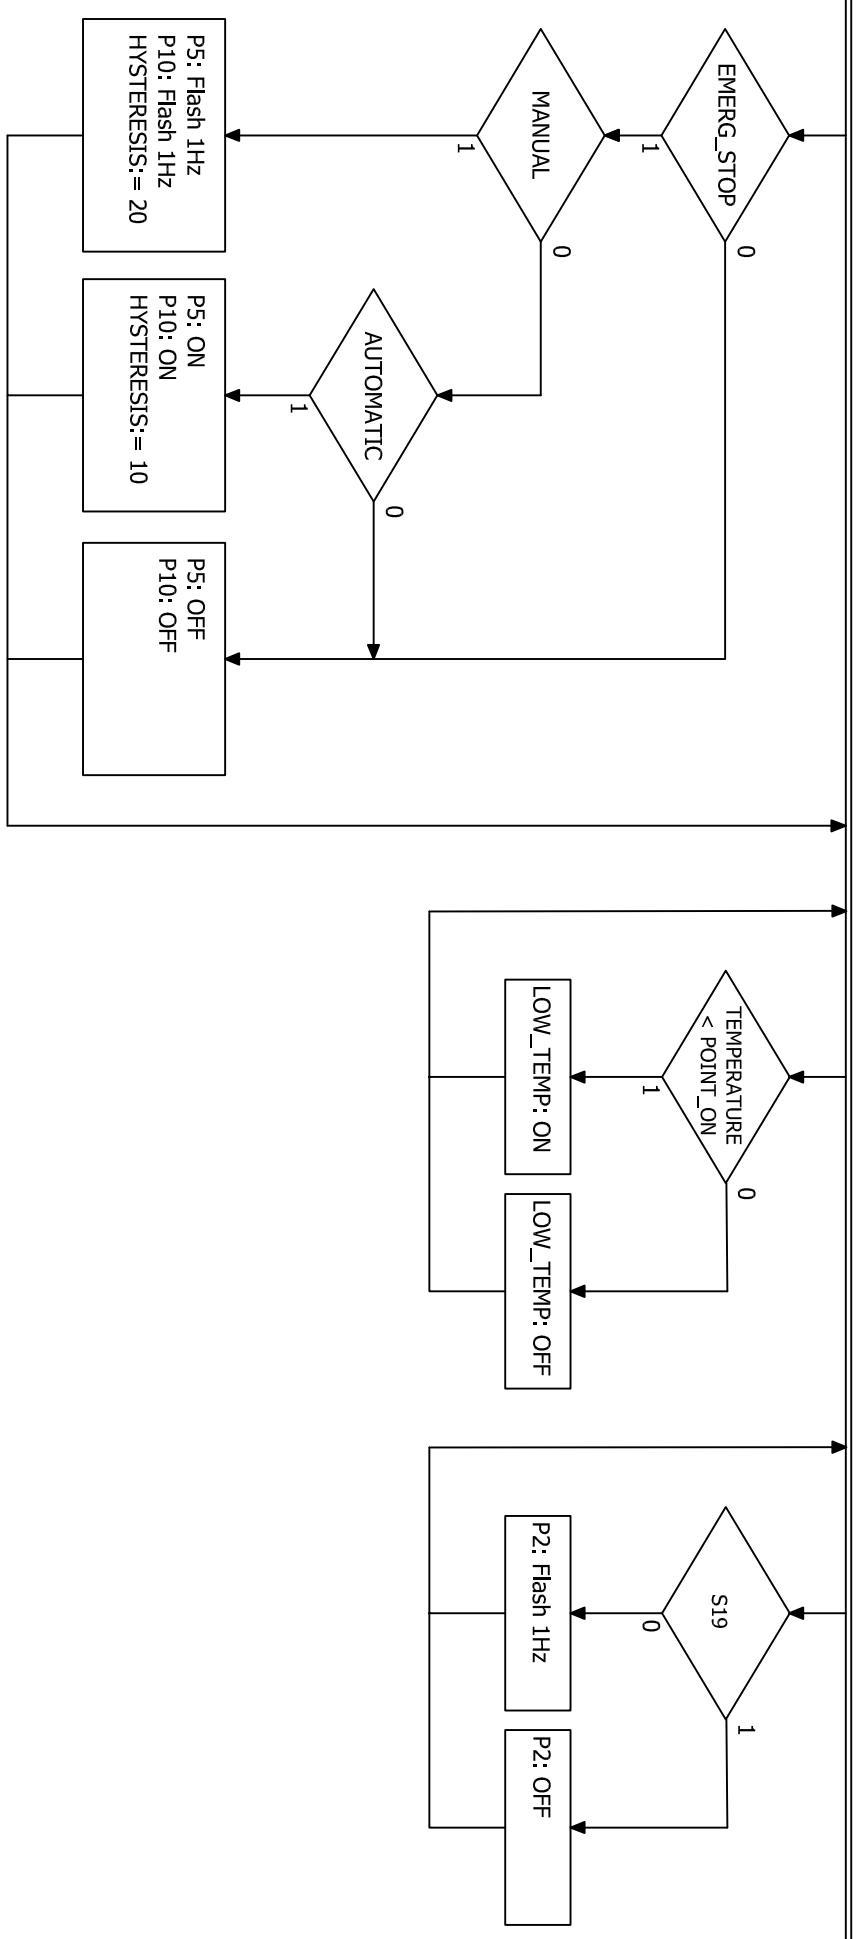 EMERG_STOP
0
1
MANUAL
0
1
AUTOMATIC
0
1
P5: Flash 1Hz
P10: Flash 1Hz
HYSTERESIS:= 20
P5: ON
P10: ON
HYSTERESIS:= 10
P5: OFF
P10: OFF
TEMPERATURE
< POINT_ON
0
1
LOW_TEMP: ON
LOW_TEMP: OFF
S19
1
0
P2: Flash 1Hz
P2: OFF